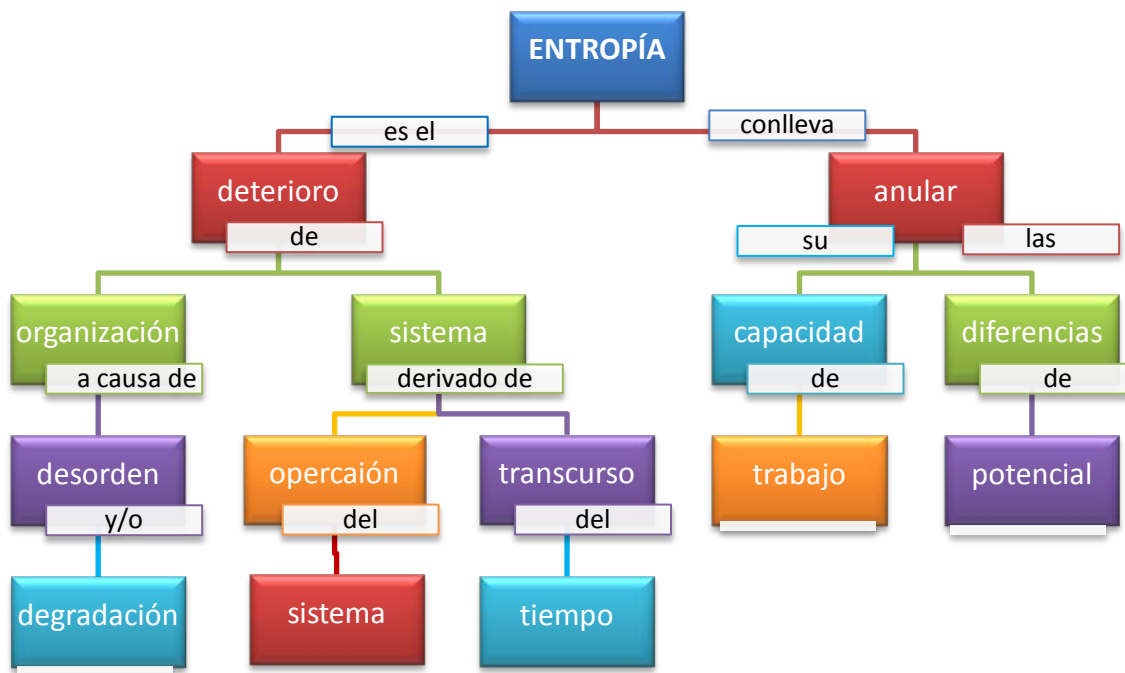 ENTROPÍA
es el
conlleva
deterioro
de
anular
su
las
organización
a causa de
sistema
derivado de
capacidad
de
diferencias
de
desorden
y/o
opercaión
del
transcurso
del
trabajo
potencial
degradación
sistema
tiempo